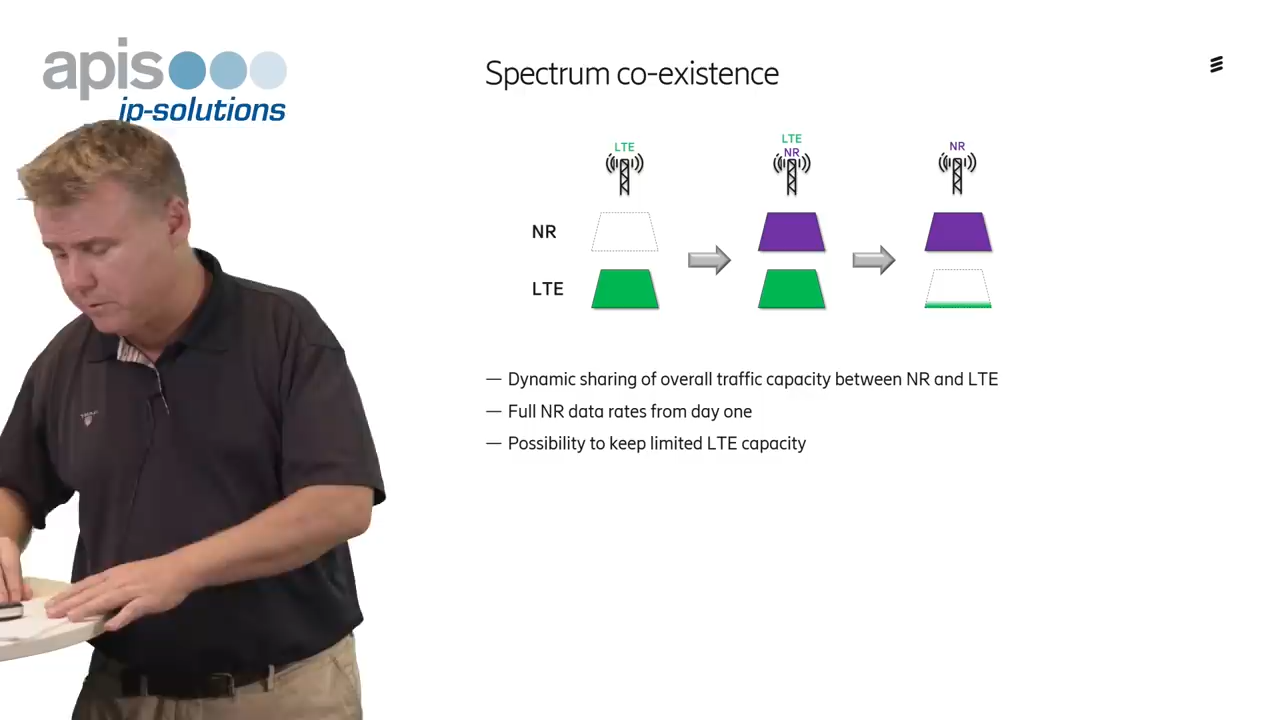 apis
ip-solutions
Spectrum co-existence
LTE
LTE
NR
NR
NR
LTE
— Dynamic sharing of overall traffic capacity between NR and LTE
— Full NR data rates from day one
— Possibility to keep limited LTE capacity